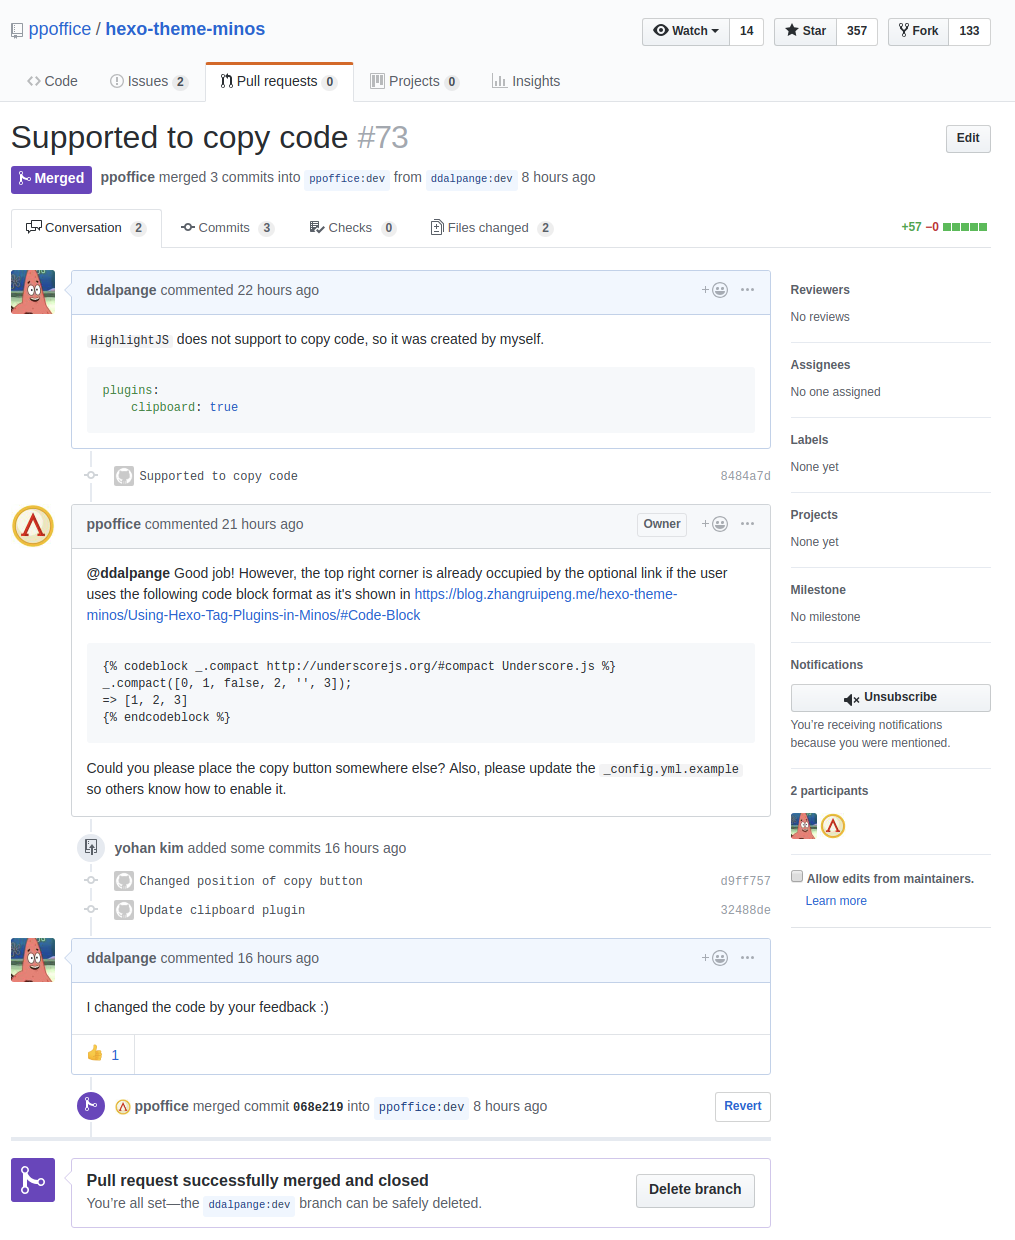 ppoffice / hexo-theme-minos
Watch 14 Star 357 Fork 133
Code Issues 2 Pull requests 0 Projects 0 Insights
Supported to copy code #73
Edit
Merged ppoffice merged 3 commits into ppoffice:dev from ddalpange:dev 8 hours ago
Conversation 2 Commits 3 Checks 0 Files changed 2 +57 −0
ddalpange commented 22 hours ago
HighlightJS does not support to copy code, so it was created by myself.
plugins:
clipboard: true
Supported to copy code 8484a7d
ppoffice commented 21 hours ago Owner
@ddalpange Good job! However, the top right corner is already occupied by the optional link if the user
uses the following code block format as it's shown in https://blog.zhangruipeng.me/hexo-theme-
minos/Using-Hexo-Tag-Plugins-in-Minos/#Code-Block
{% codeblock _.compact http://underscorejs.org/#compact Underscore.js %}
_.compact([0, 1, false, 2, '', 3]);
=> [1, 2, 3]
{% endcodeblock %}
Could you please place the copy button somewhere else? Also, please update the _config.yml.example
so others know how to enable it.
yohan kim added some commits 16 hours ago
Changed position of copy button d9ff757
Update clipboard plugin 32488de
ddalpange commented 16 hours ago
I changed the code by your feedback :)
👍 1
ppoffice merged commit 068e219 into ppoffice:dev 8 hours ago
Revert
Pull request successfully merged and closed
You're all set—the ddalpange:dev branch can be safely deleted.
Delete branch
Reviewers
No reviews
Assignees
No one assigned
Labels
None yet
Projects
None yet
Milestone
No milestone
Notifications
Unsubscribe
You're receiving notifications
because you were mentioned.
2 participants
Allow edits from maintainers.
Learn more